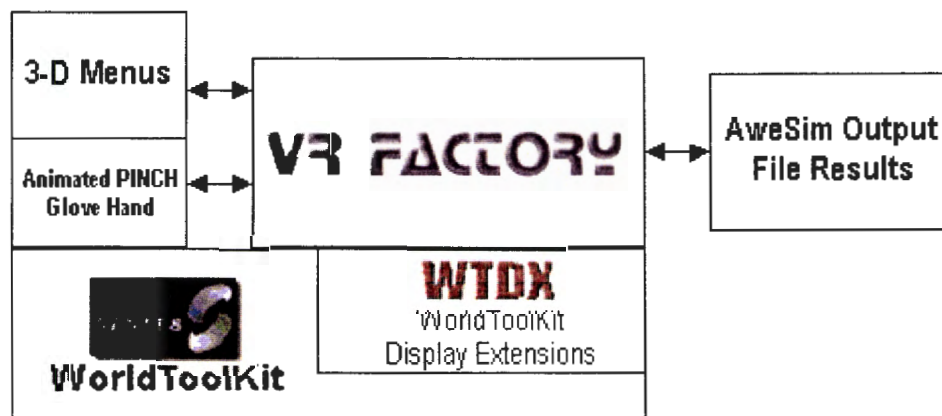 3-D Menus
Animated PINCH
Glove Hand
VR FACTORY
AweSim Output
File Results
WorldToolKit
WTDX
WorldToolKit
Display Extensions